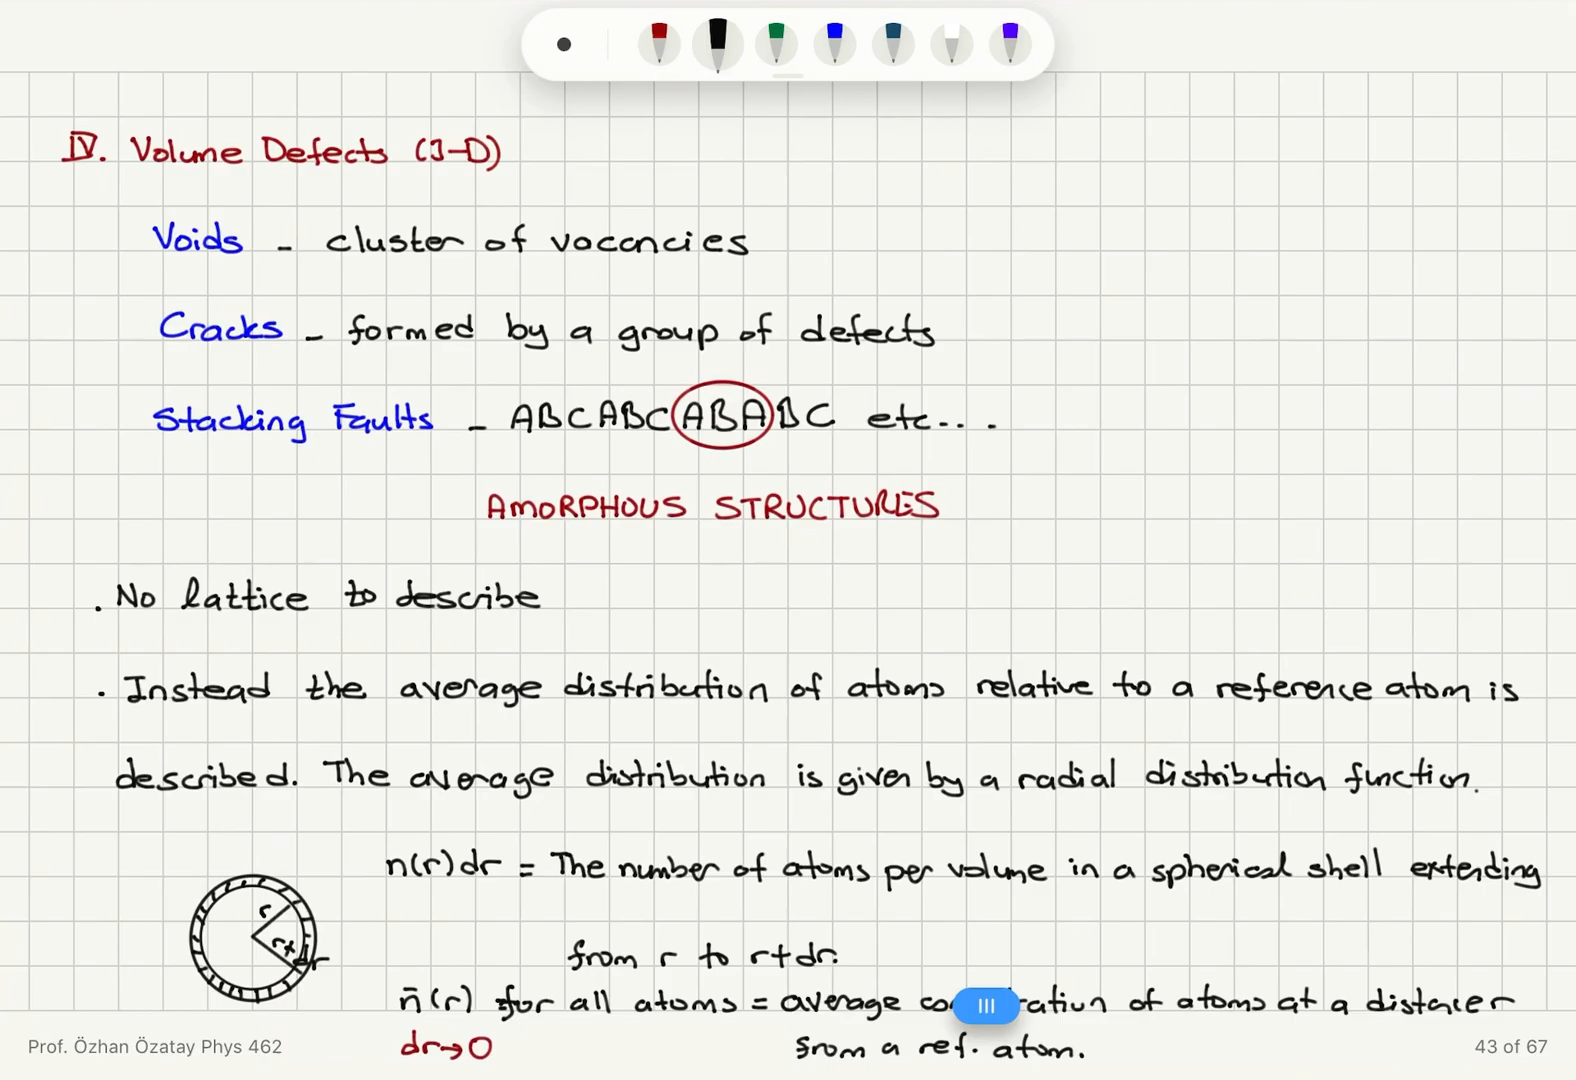 IV. Volume Defects (3-D)
Voids - cluster of vacancies
Cracks - formed by a group of defects
Stacking Faults - ABCABCABABC etc...
AMORPHOUS STRUCTURES
. No lattice to describe
. Instead the average distribution of atoms relative to a reference atom is
described. The average distribution is given by a radial distribution function.
n(r)dr = The number of atoms per volume in a spherical shell extending
r
r+dr
from r to r+dr.
n̄(r) for all atoms = average ation of atoms at a distance r
dr→0 from a ref. atom.
Prof. Özhan Özatay Phys 462
43 of 67